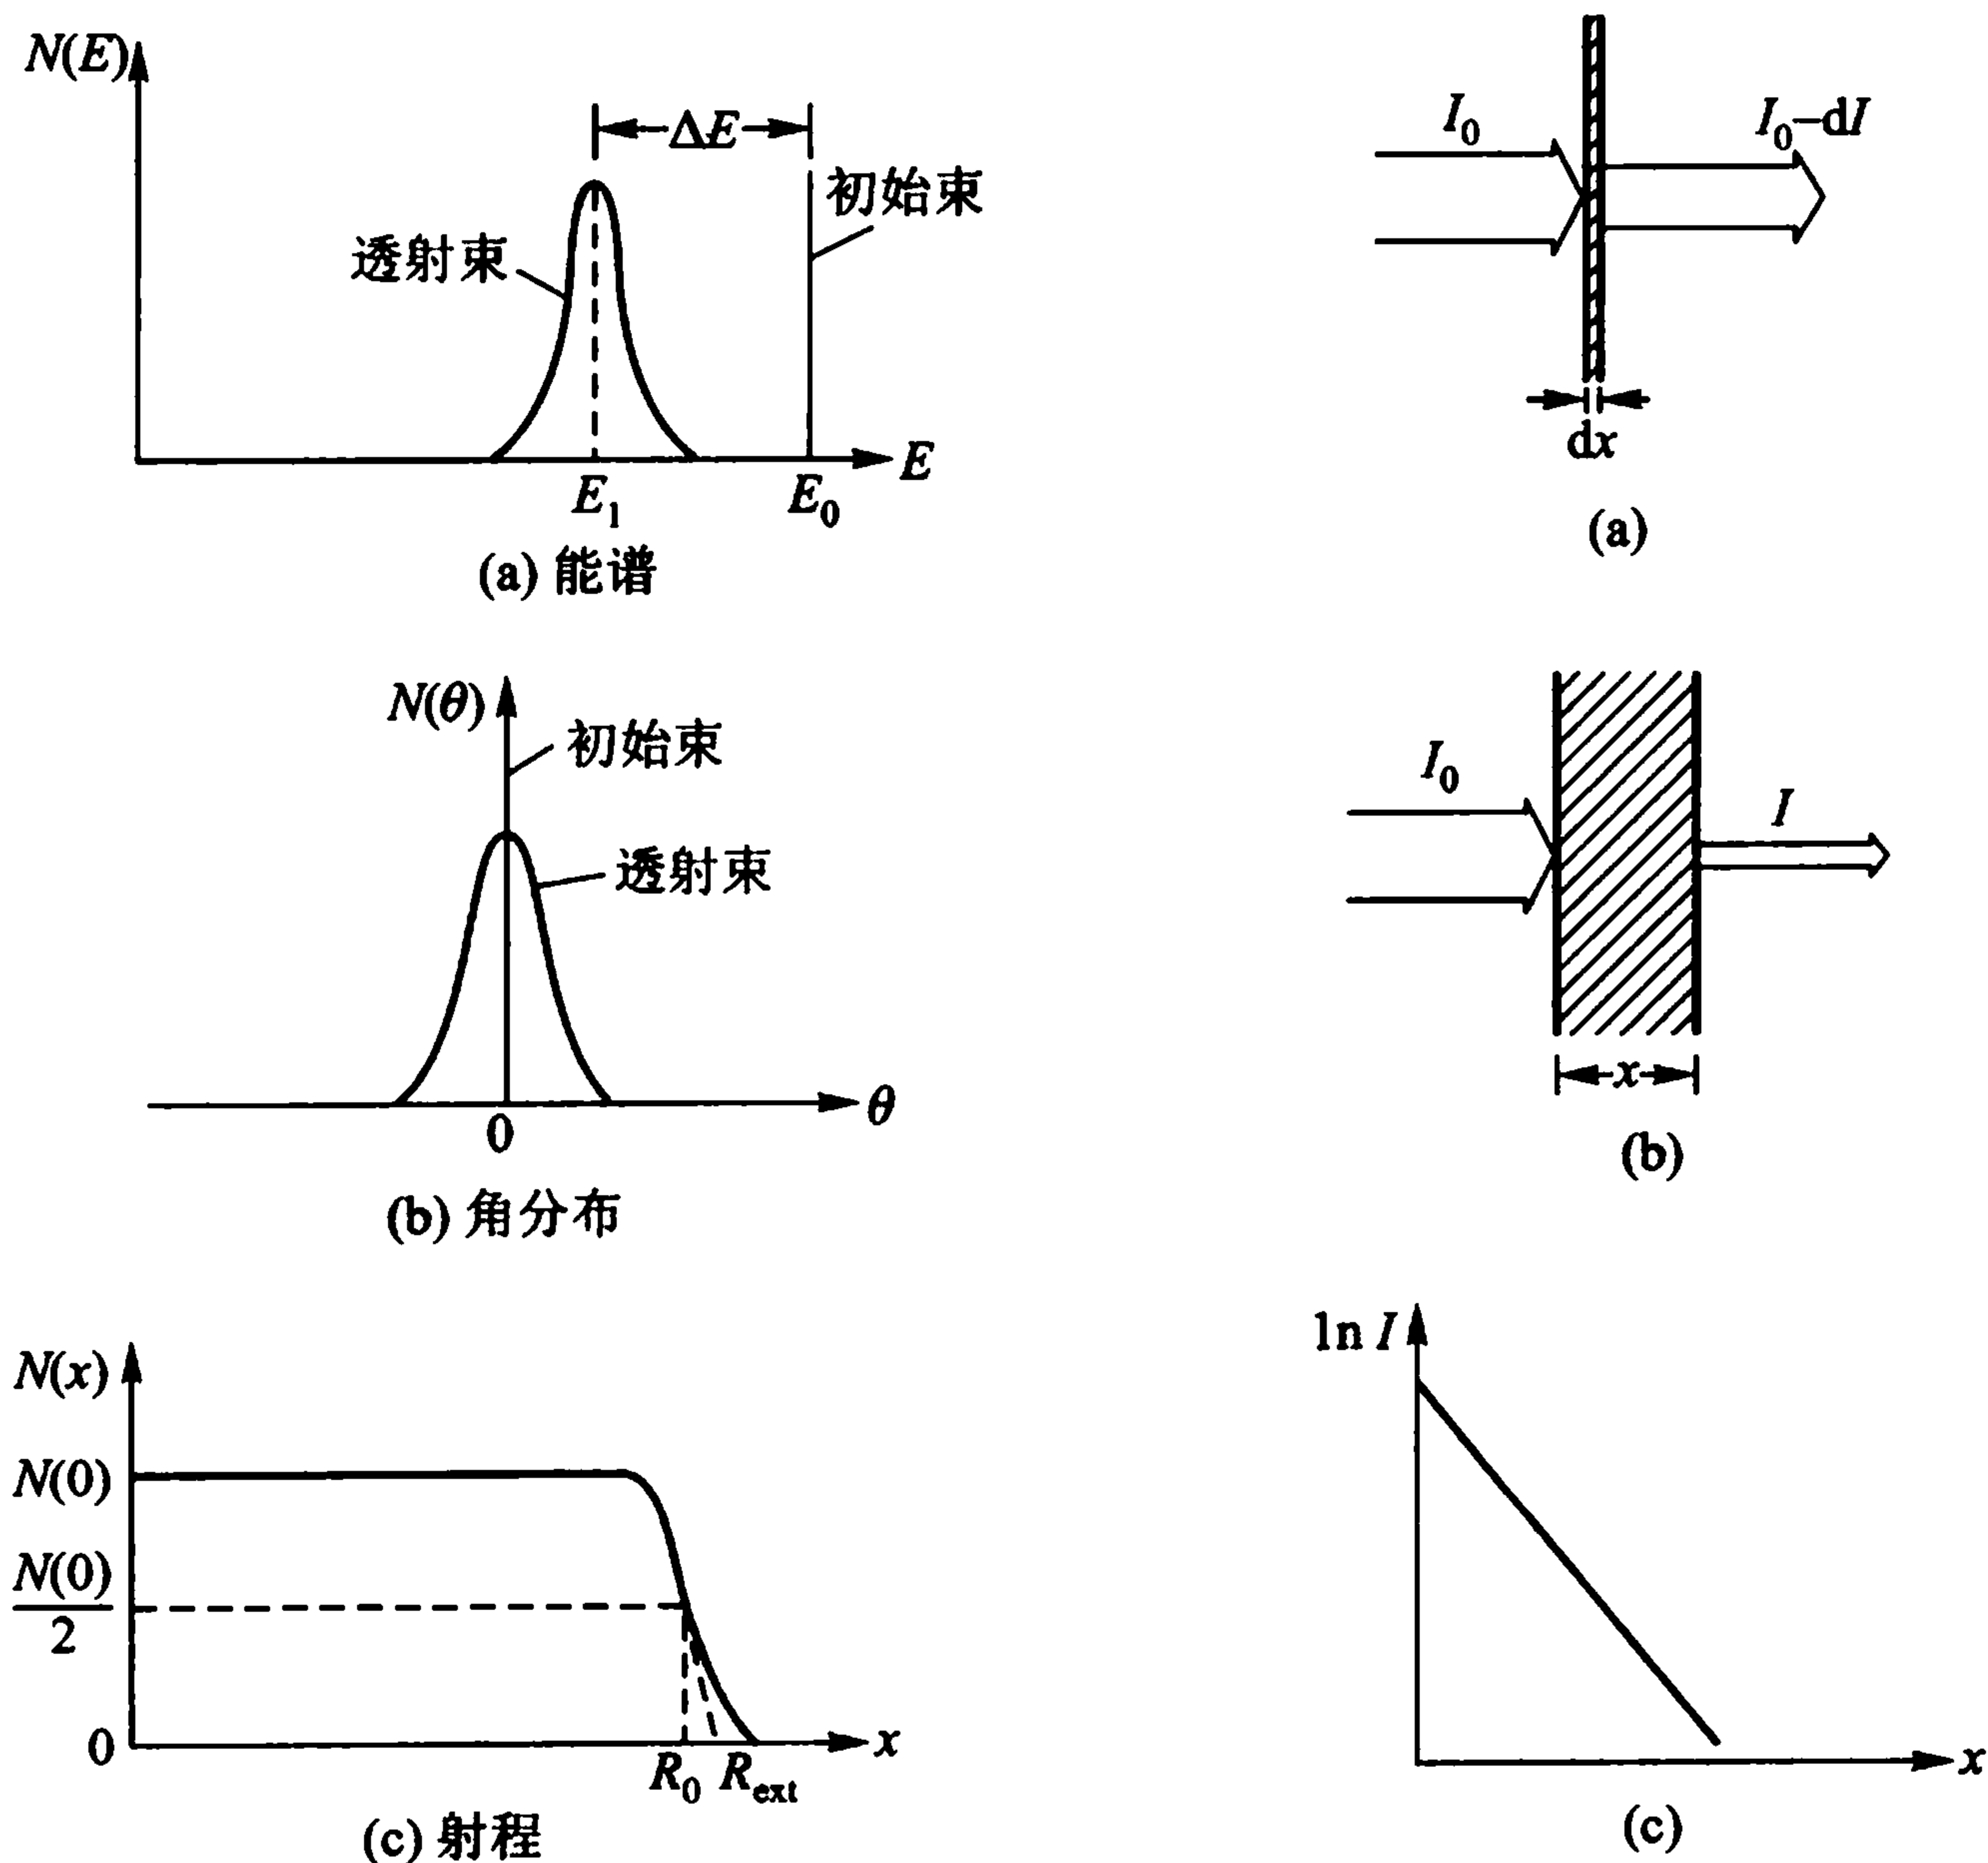 N(E)
ΔE
初始束
透射束
E
E₁
E₀
(a) 能谱
N(θ)
初始束
透射束
θ
0
(b) 角分布
N(x)
N(0)
N(0)
2
0
x
R₀
Rₑₓₜ
(c) 射程
I₀
I₀−dI
dx
(a)
I₀
I
x
(b)
ln I
x
(c)